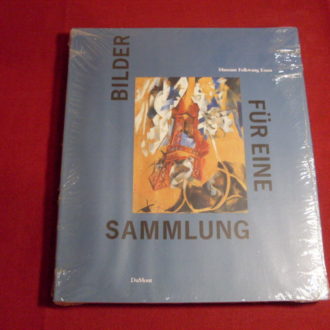 Museum Folkwang Essen
BILDER
FÜR EINE
SAMMLUNG
DuMont